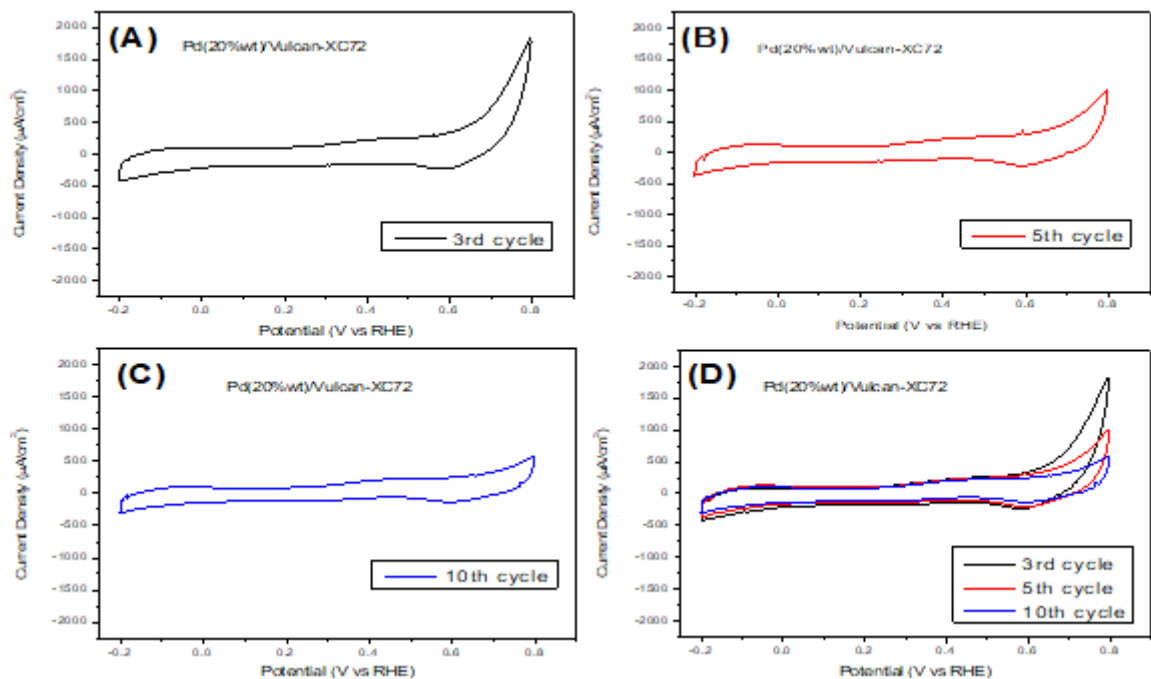 (A)
Pd(20%wt)/Vulcan-XC72
Current Density (µA/cm²)
2000
1500
1000
500
0
-500
-1000
-1500
-2000
3rd cycle
-0.2 0.0 0.2 0.4 0.6 0.8
Potential (V vs RHE)
(B)
Pd(20%wt)/Vulcan-XC72
Current Density (µA/cm²)
2000
1500
1000
500
0
-500
-1000
-1500
-2000
5th cycle
-0.2 0.0 0.2 0.4 0.6 0.8
Potential (V vs RHE)
(C)
Pd(20%wt)/Vulcan-XC72
Current Density (µA/cm²)
2000
1500
1000
500
0
-500
-1000
-1500
-2000
10th cycle
-0.2 0.0 0.2 0.4 0.6 0.8
Potential (V vs RHE)
(D)
Pd(20%wt)/Vulcan-XC72
Current Density (µA/cm²)
2000
1500
1000
500
0
-500
-1000
-1500
-2000
3rd cycle
5th cycle
10th cycle
-0.2 0.0 0.2 0.4 0.6 0.8
Potential (V vs RHE)